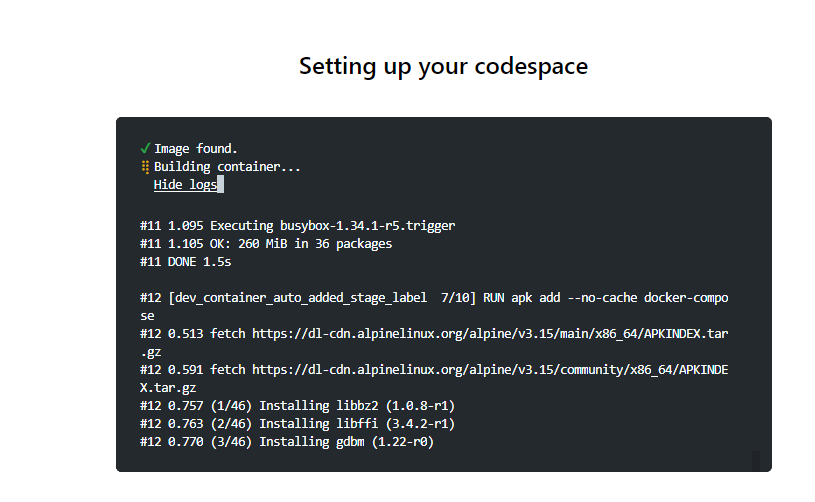 Setting up your codespace
✓ Image found.
⣿ Building container...
Hide logs
#11 1.095 Executing busybox-1.34.1-r5.trigger
#11 1.105 OK: 260 MiB in 36 packages
#11 DONE 1.5s
#12 [dev_container_auto_added_stage_label  7/10] RUN apk add --no-cache docker-compo
se
#12 0.513 fetch https://dl-cdn.alpinelinux.org/alpine/v3.15/main/x86_64/APKINDEX.tar
.gz
#12 0.591 fetch https://dl-cdn.alpinelinux.org/alpine/v3.15/community/x86_64/APKINDE
X.tar.gz
#12 0.757 (1/46) Installing libbz2 (1.0.8-r1)
#12 0.763 (2/46) Installing libffi (3.4.2-r1)
#12 0.770 (3/46) Installing gdbm (1.22-r0)